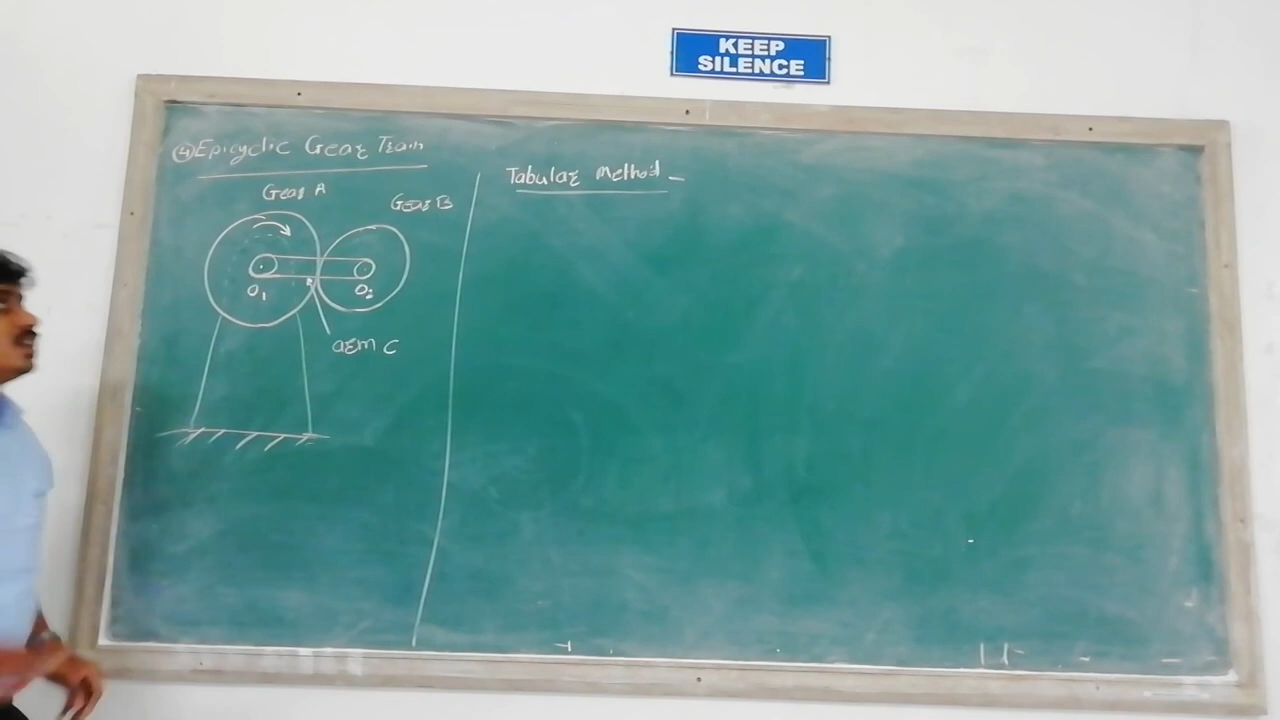 KEEP
SILENCE
④ Epicyclic Gear Train
Gear A
Gear B
O1
O2
arm C
Tabular Method -